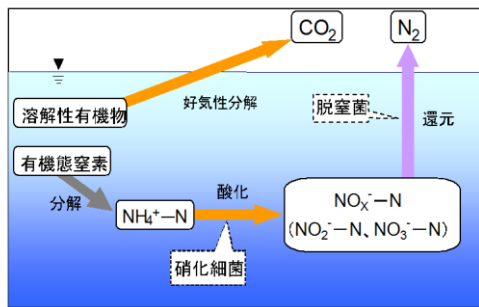 CO₂
N₂
溶解性有機物
好気性分解
脱窒菌
還元
有機態窒素
分解
NH₄⁺－N
酸化
硝化細菌
NOₓ⁻－N
(NO₂⁻－N、NO₃⁻－N)